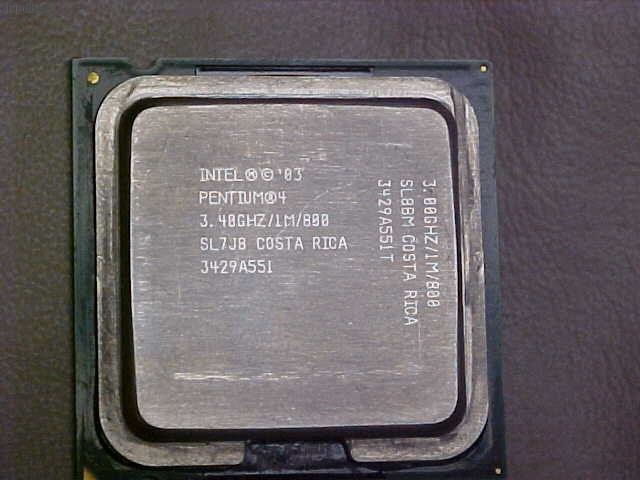 INTEL®©'03
PENTIUM®4
3.40GHZ/1M/800
SL7J8 COSTA RICA
3429A551
3.00GHZ/1M/800
SL8BM COSTA RICA
3429A551T